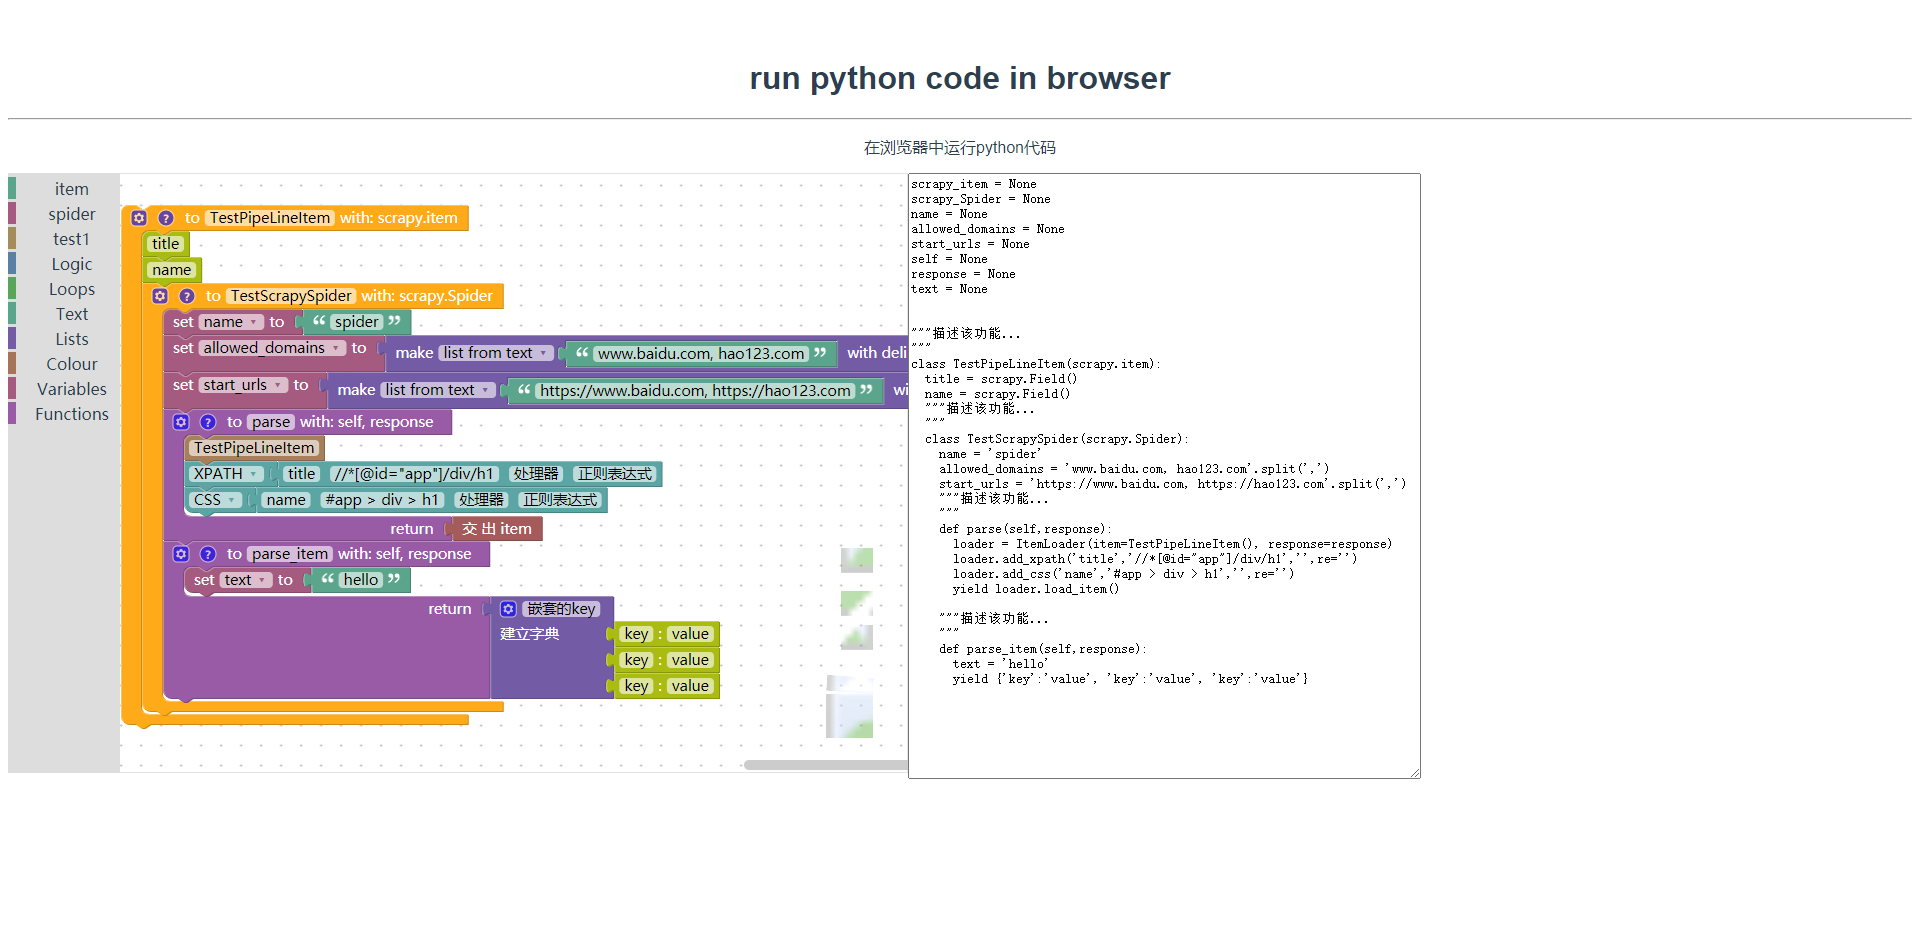 run python code in browser
在浏览器中运行python代码
item
spider
test1
Logic
Loops
Text
Lists
Colour
Variables
Functions
to TestPipeLineItem with: scrapy.item
title
name
to TestScrapySpider with: scrapy.Spider
set name to “ spider ”
set allowed_domains to make list from text “ www.baidu.com, hao123.com ” with deli
set start_urls to make list from text “ https://www.baidu.com, https://hao123.com ” wi
to parse with: self, response
TestPipeLineItem
XPATH title //*[@id="app"]/div/h1 处理器 正则表达式
CSS name #app > div > h1 处理器 正则表达式
return 交 出 item
to parse_item with: self, response
set text to “ hello ”
return 嵌套的key
建立字典 key : value
key : value
key : value
scrapy_item = None
scrapy_Spider = None
name = None
allowed_domains = None
start_urls = None
self = None
response = None
text = None
"""描述该功能...
"""
class TestPipeLineItem(scrapy.item):
title = scrapy.Field()
name = scrapy.Field()
"""描述该功能...
"""
class TestScrapySpider(scrapy.Spider):
name = 'spider'
allowed_domains = 'www.baidu.com, hao123.com'.split(',')
start_urls = 'https://www.baidu.com, https://hao123.com'.split(',')
"""描述该功能...
"""
def parse(self,response):
loader = ItemLoader(item=TestPipeLineItem(), response=response)
loader.add_xpath('title','//*[@id="app"]/div/h1','',re='')
loader.add_css('name','#app > div > h1','',re='')
yield loader.load_item()
"""描述该功能...
"""
def parse_item(self,response):
text = 'hello'
yield {'key':'value', 'key':'value', 'key':'value'}